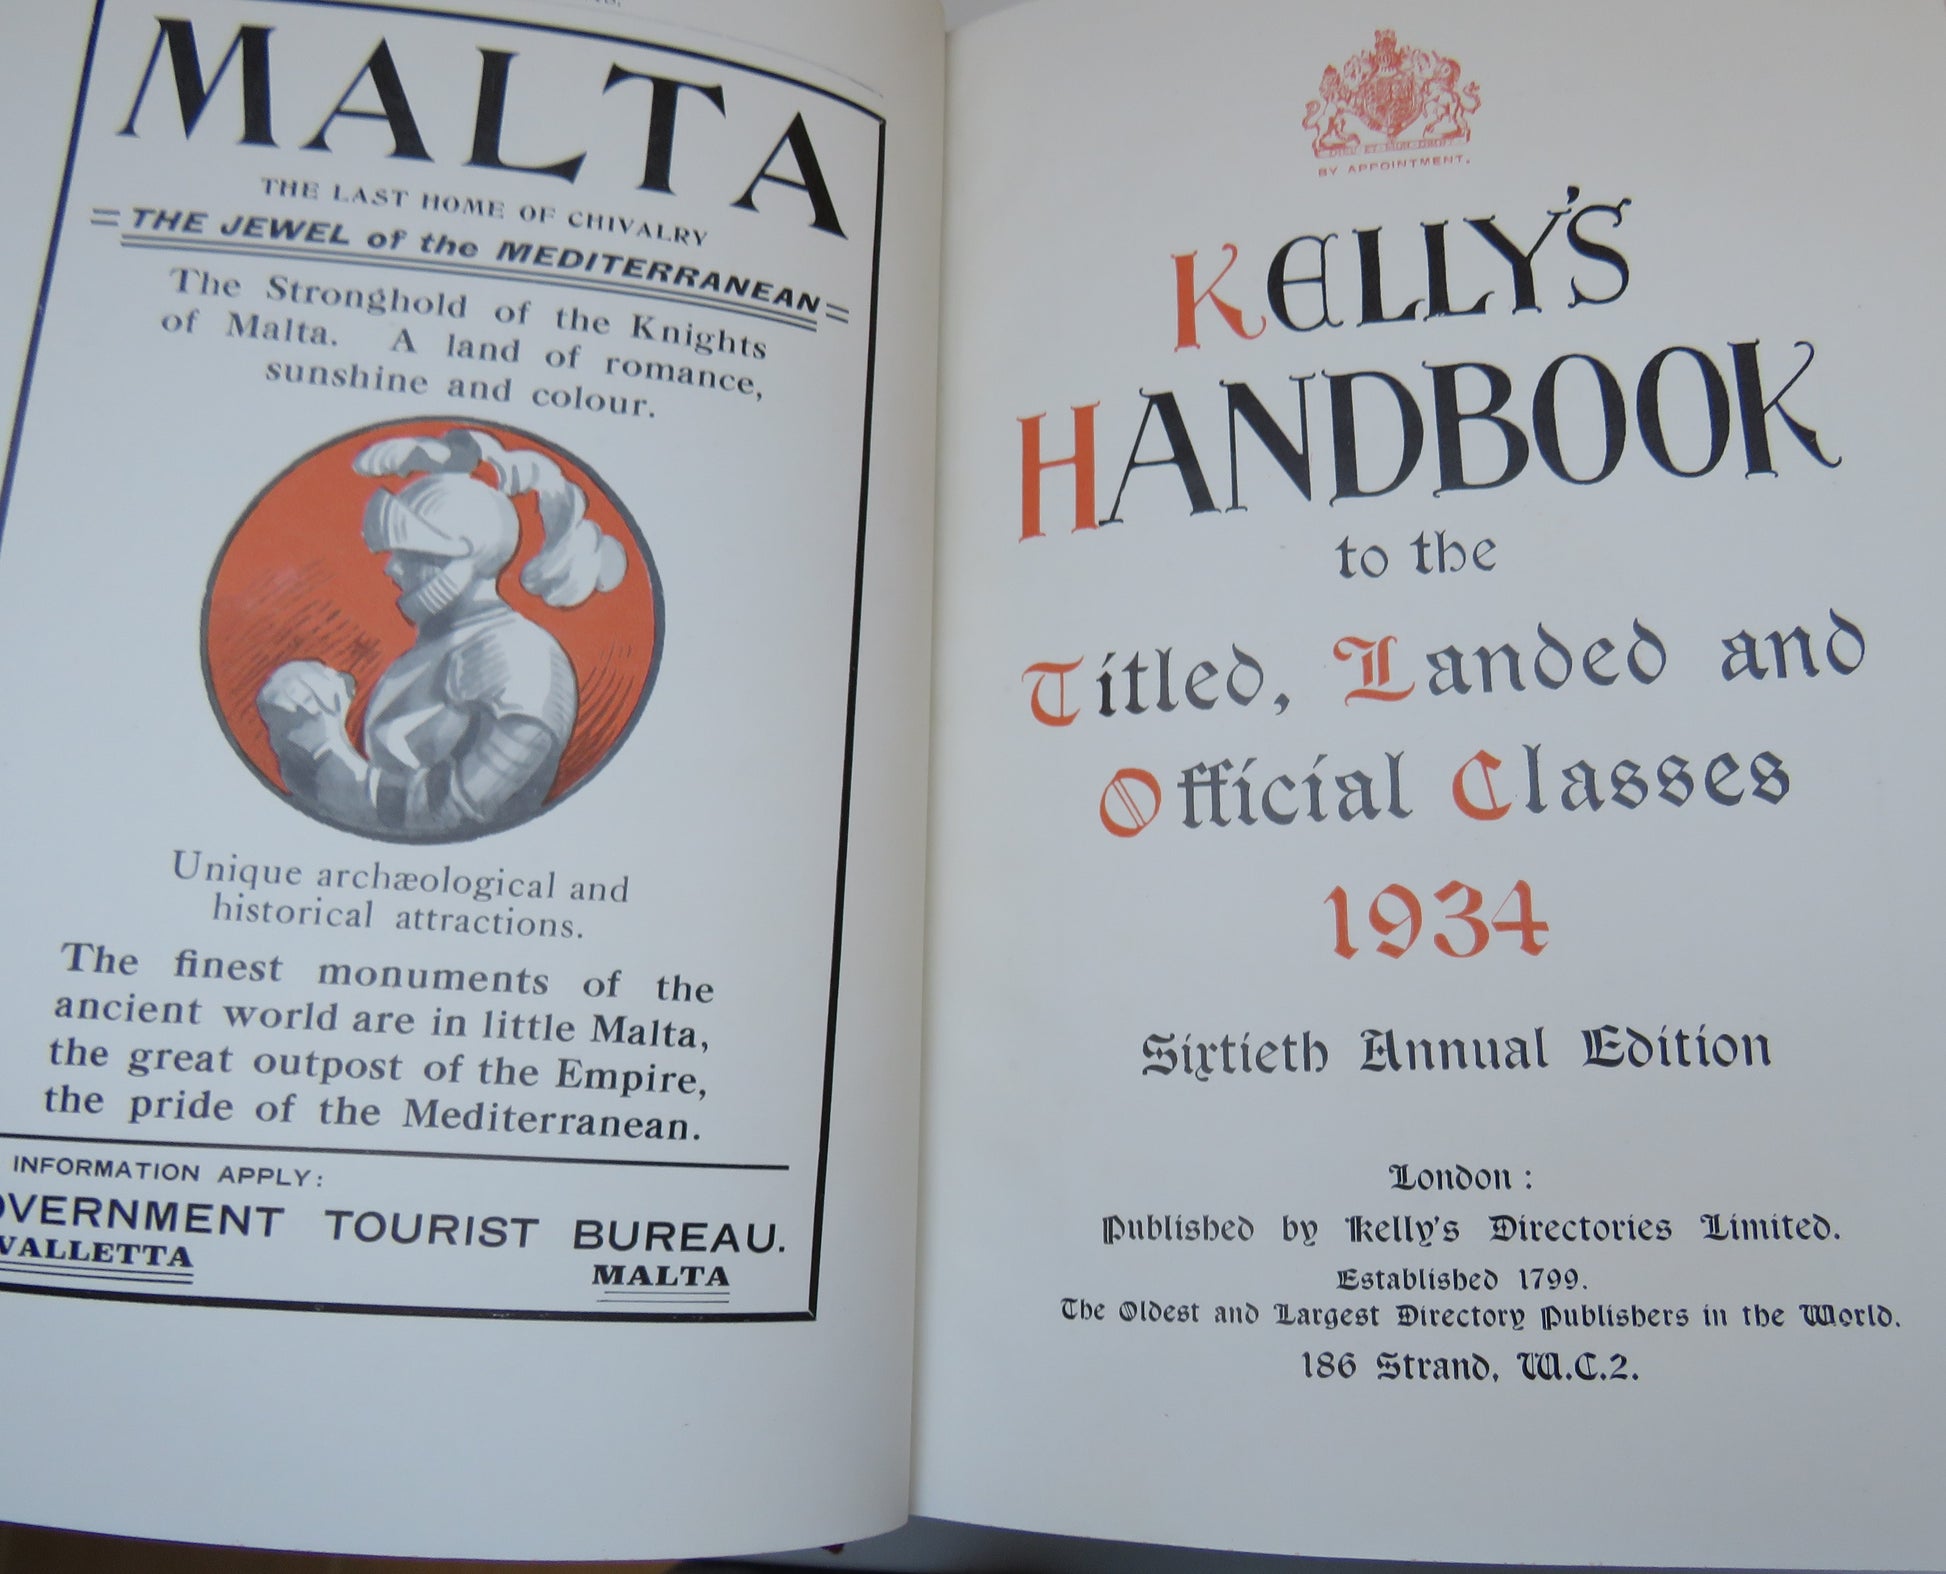 MALTA
THE LAST HOME OF CHIVALRY
THE JEWEL of the MEDITERRANEAN
The Stronghold of the Knights
of Malta. A land of romance,
sunshine and colour.
Unique archæological and
historical attractions.
The finest monuments of the
ancient world are in little Malta,
the great outpost of the Empire,
the pride of the Mediterranean.
INFORMATION APPLY:
OVERNMENT TOURIST BUREAU.
VALLETTA
MALTA
BY APPOINTMENT.
KELLY'S
HANDBOOK
to the
Titled, Landed and
Official Classes
1934
Sixtieth Annual Edition
London:
Published by Kelly's Directories Limited.
Established 1799.
The Oldest and Largest Directory Publishers in the World.
186 Strand, W.C.2.